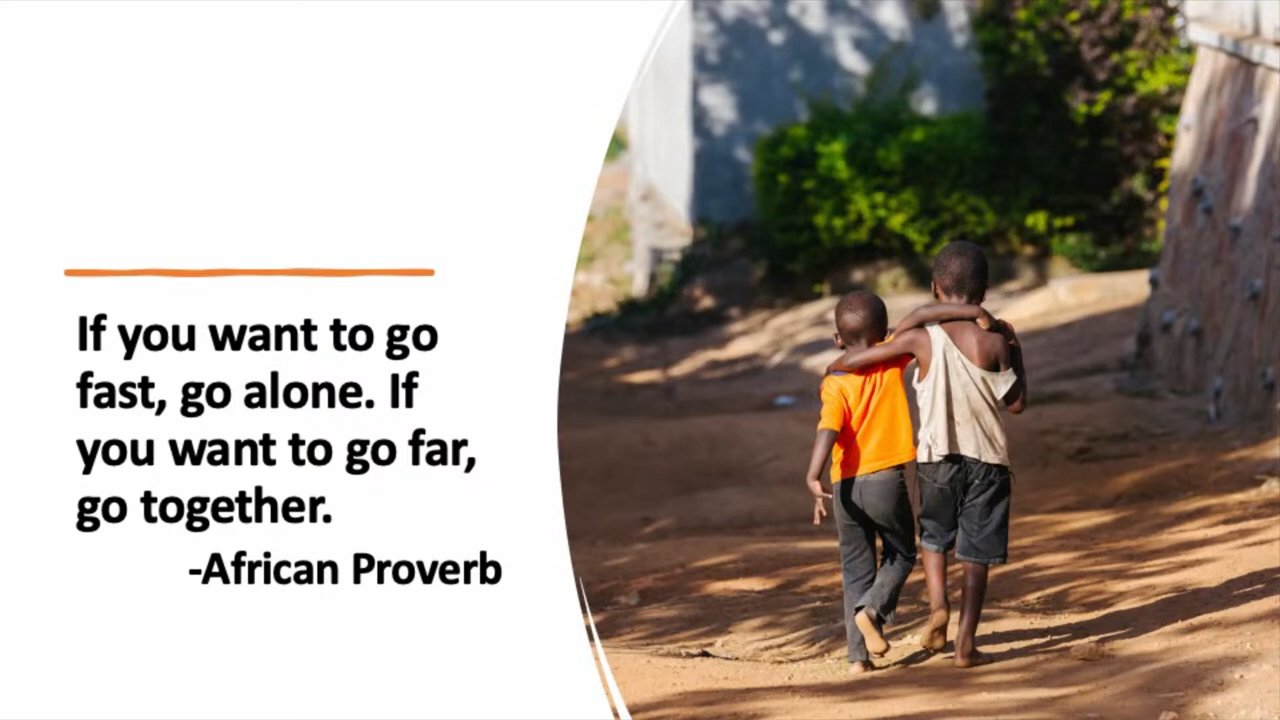 If you want to go
fast, go alone. If
you want to go far,
go together.
-African Proverb